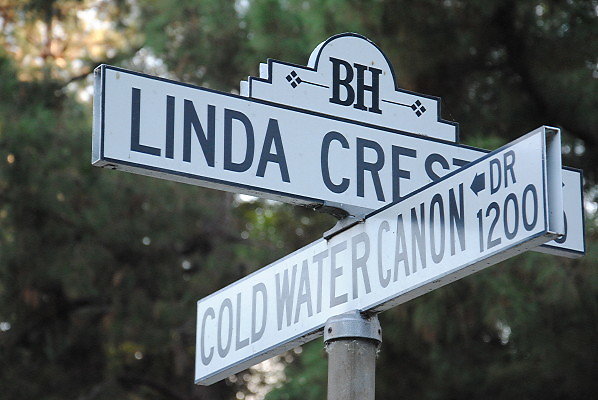 BH
LINDA CREST
COLD WATER CANON DR
1200